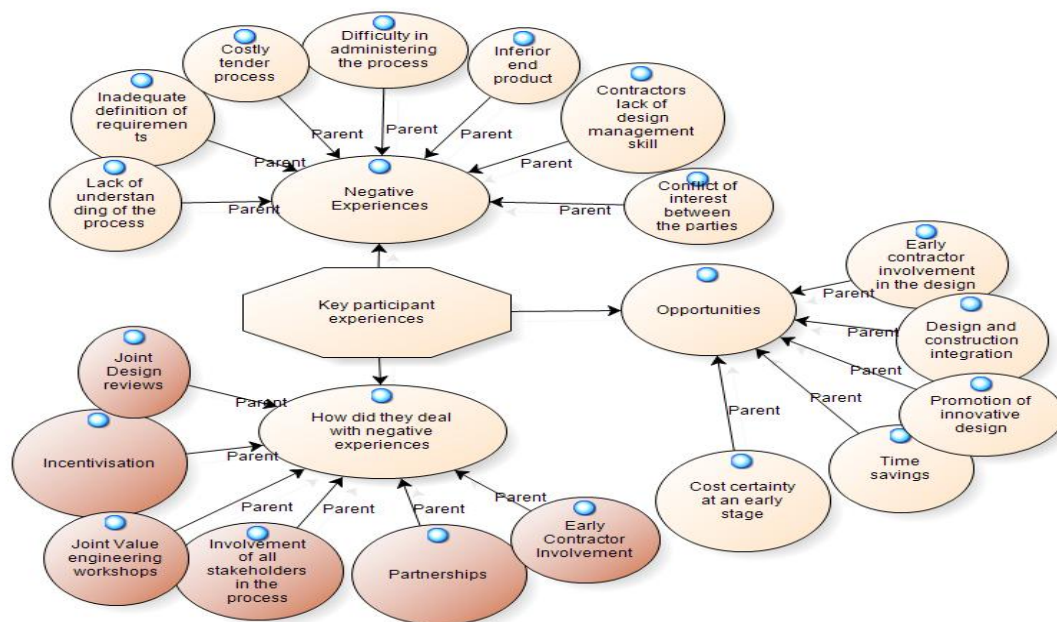 Costly
tender
process
Difficulty in
administering
the process
Inferior
end
product
Inadequate
definition of
requiremen
ts
Contractors
lack of
design
management
skill
Parent
Parent
Parent
Parent
Parent
Lack of
understan
ding of the
process
Parent
Negative
Experiences
Parent
Conflict of
interest
between
the parties
Early
contractor
involvement
in the design
Parent
Key participant
experiences
Opportunities
Parent
Design and
construction
integration
Parent
Promotion of
innovative
design
Parent
Time
savings
Parent
Cost certainty
at an early
stage
Joint
Design
reviews
Parent
How did they deal
with negative
experiences
Incentivisation
Parent
Joint Value
engineering
workshops
Parent
Involvement
of all
stakeholders
in the
process
Parent
Partnerships
Parent
Early
Contractor
Involvement
Parent